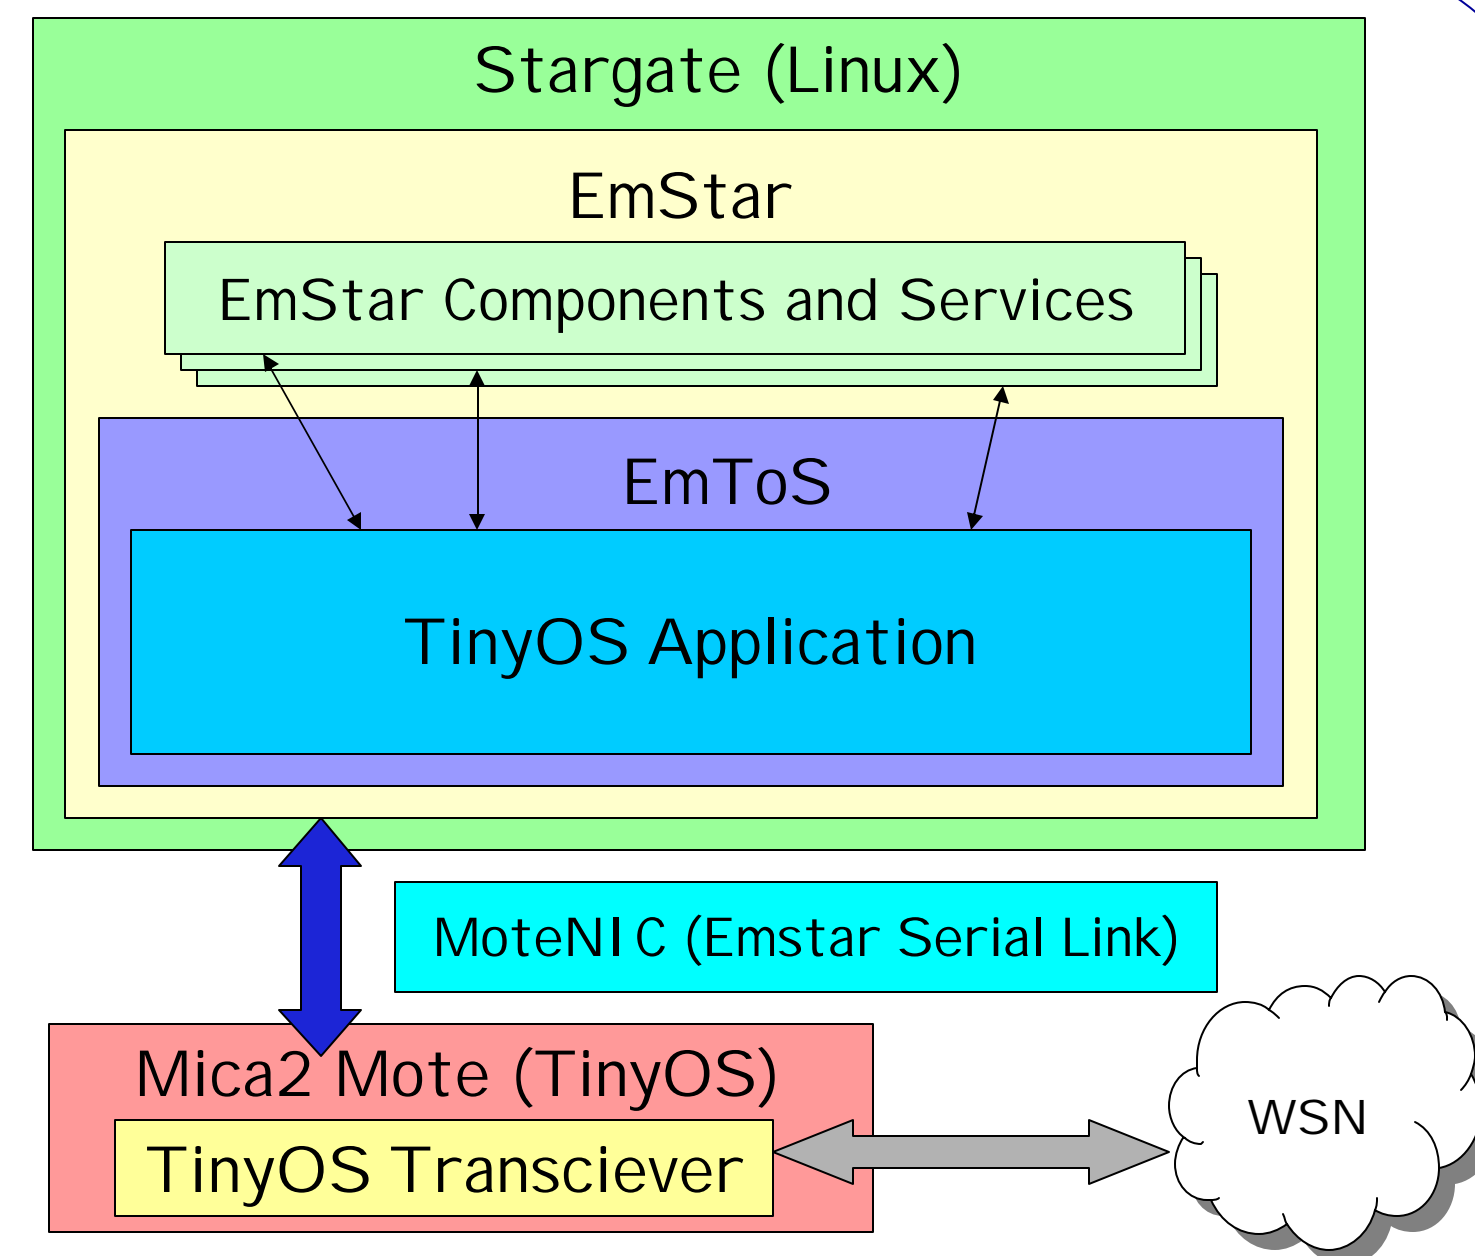 Stargate (Linux)
EmStar
EmStar Components and Services
EmToS
TinyOS Application
MoteNIC (Emstar Serial Link)
Mica2 Mote (TinyOS)
WSN
TinyOS Transciever